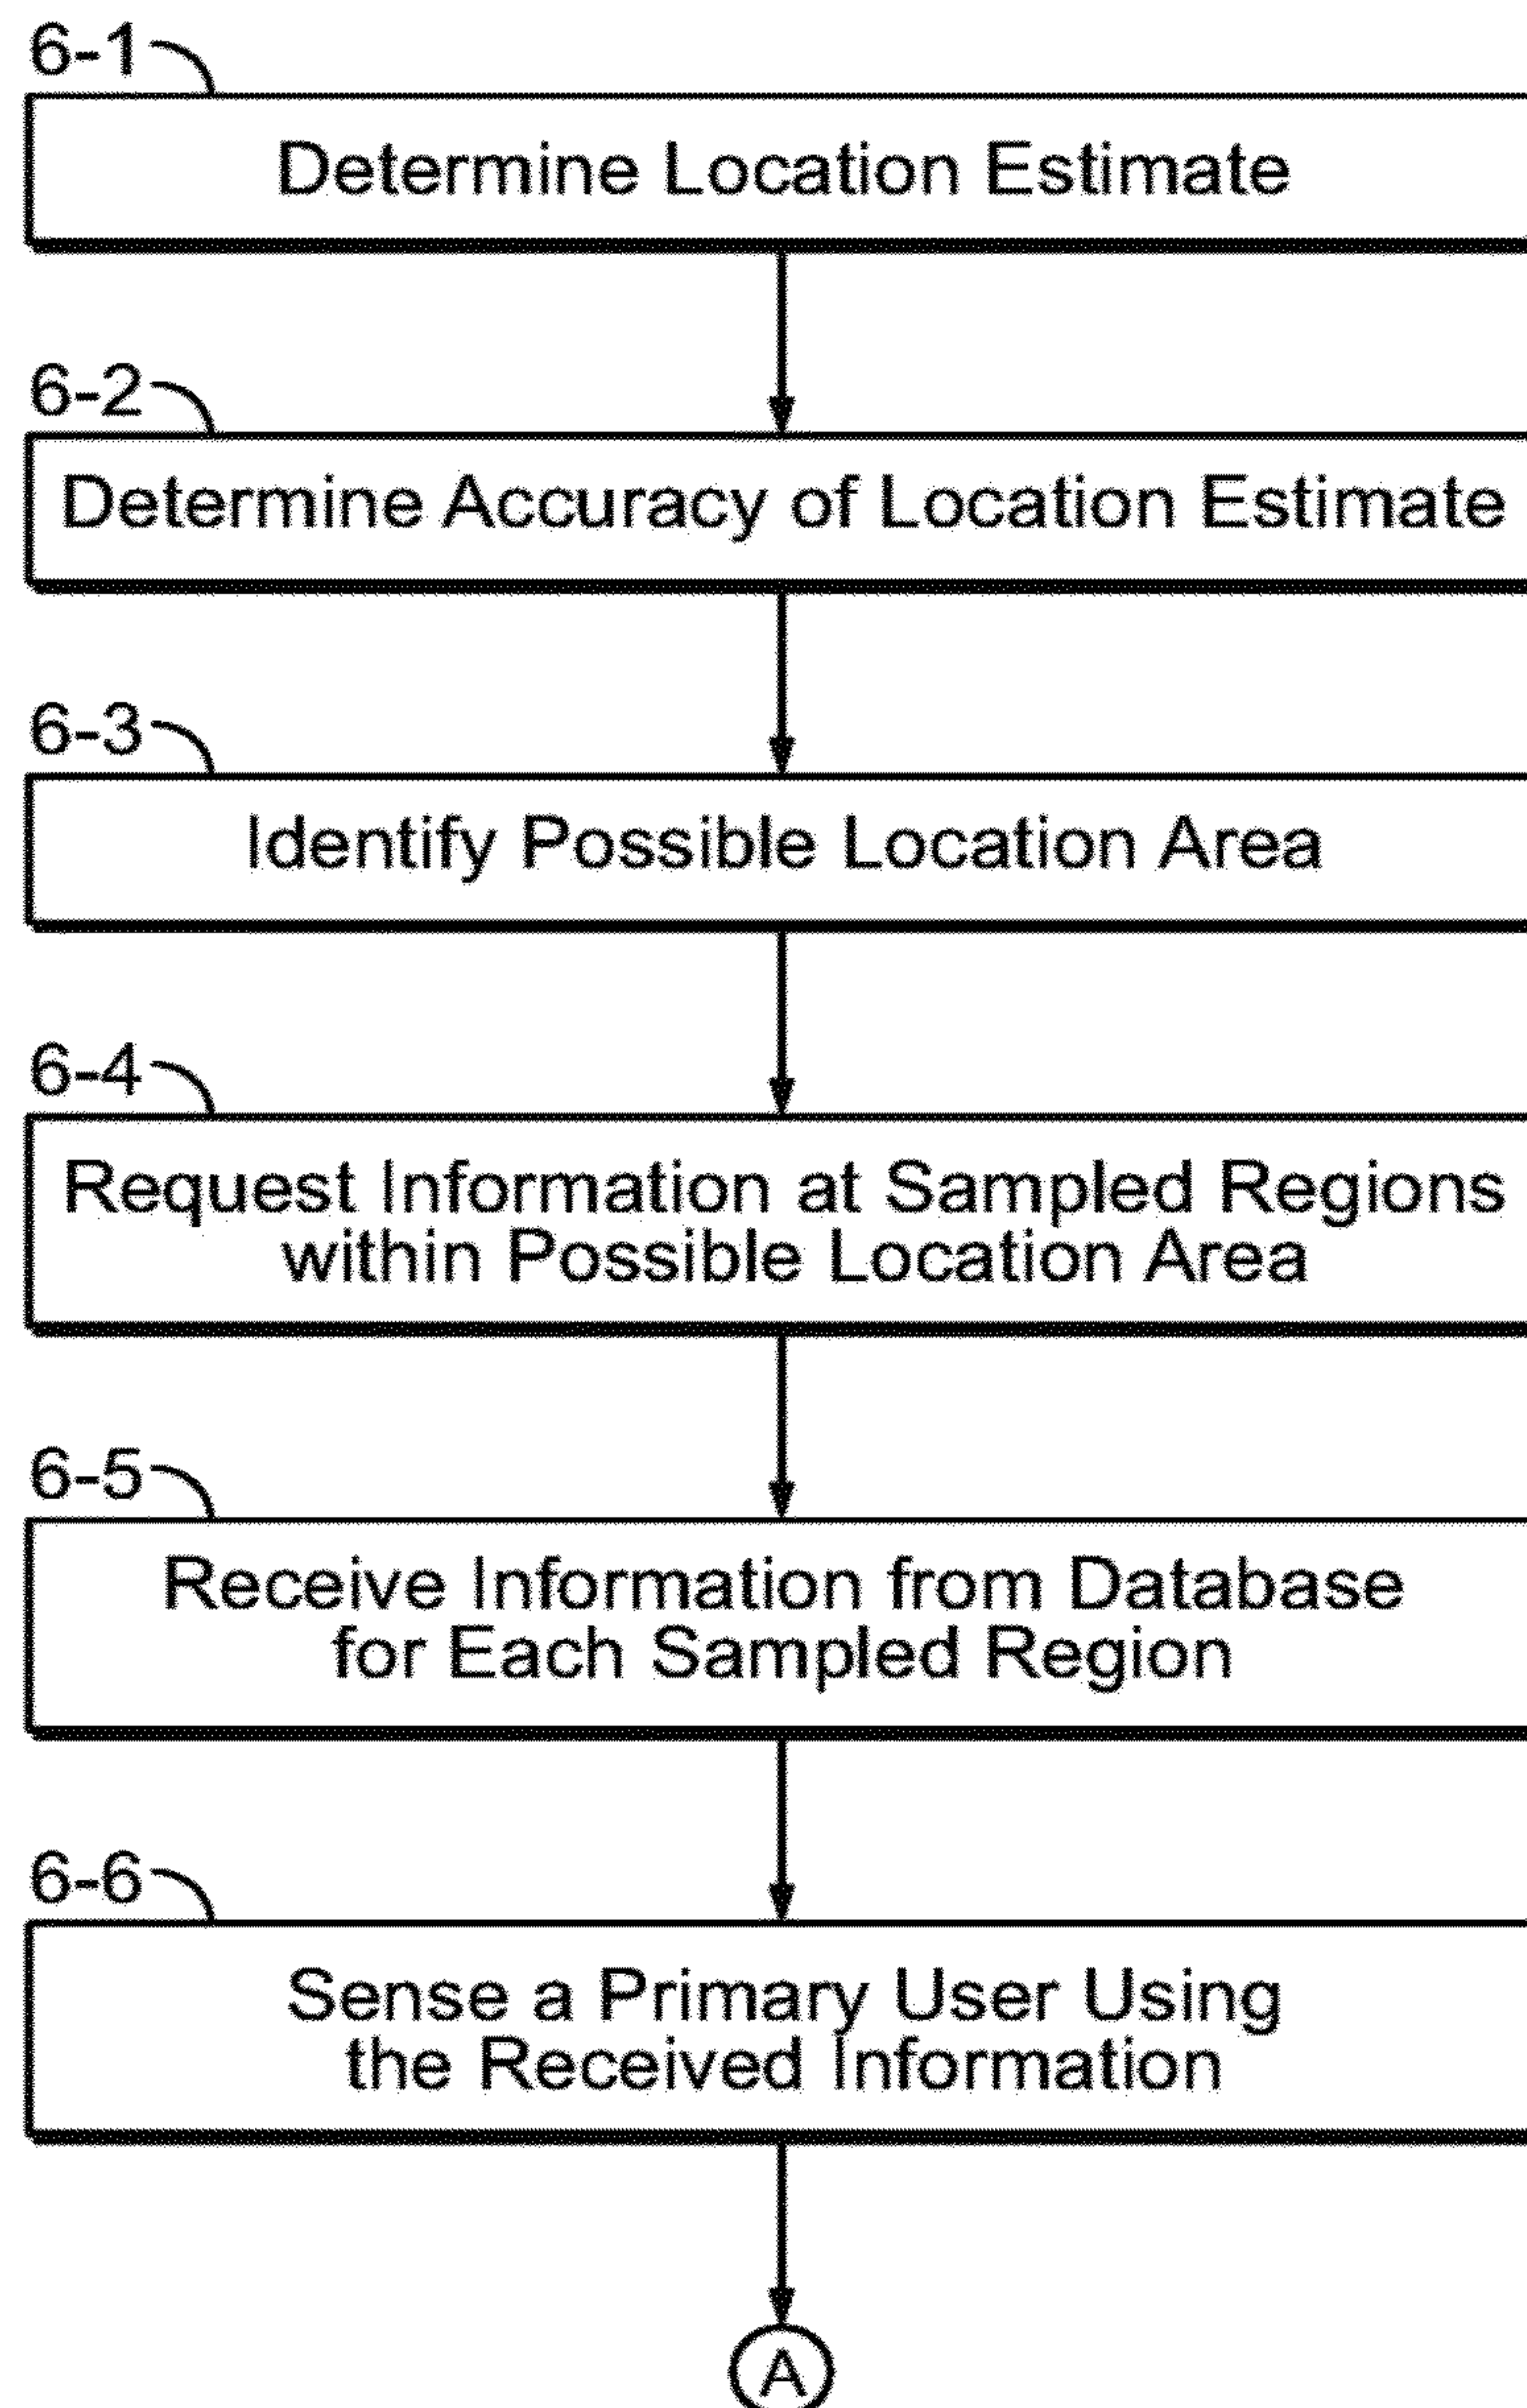 6-1
Determine Location Estimate
6-2
Determine Accuracy of Location Estimate
6-3
Identify Possible Location Area
6-4
Request Information at Sampled Regions
within Possible Location Area
6-5
Receive Information from Database
for Each Sampled Region
6-6
Sense a Primary User Using
the Received Information
A